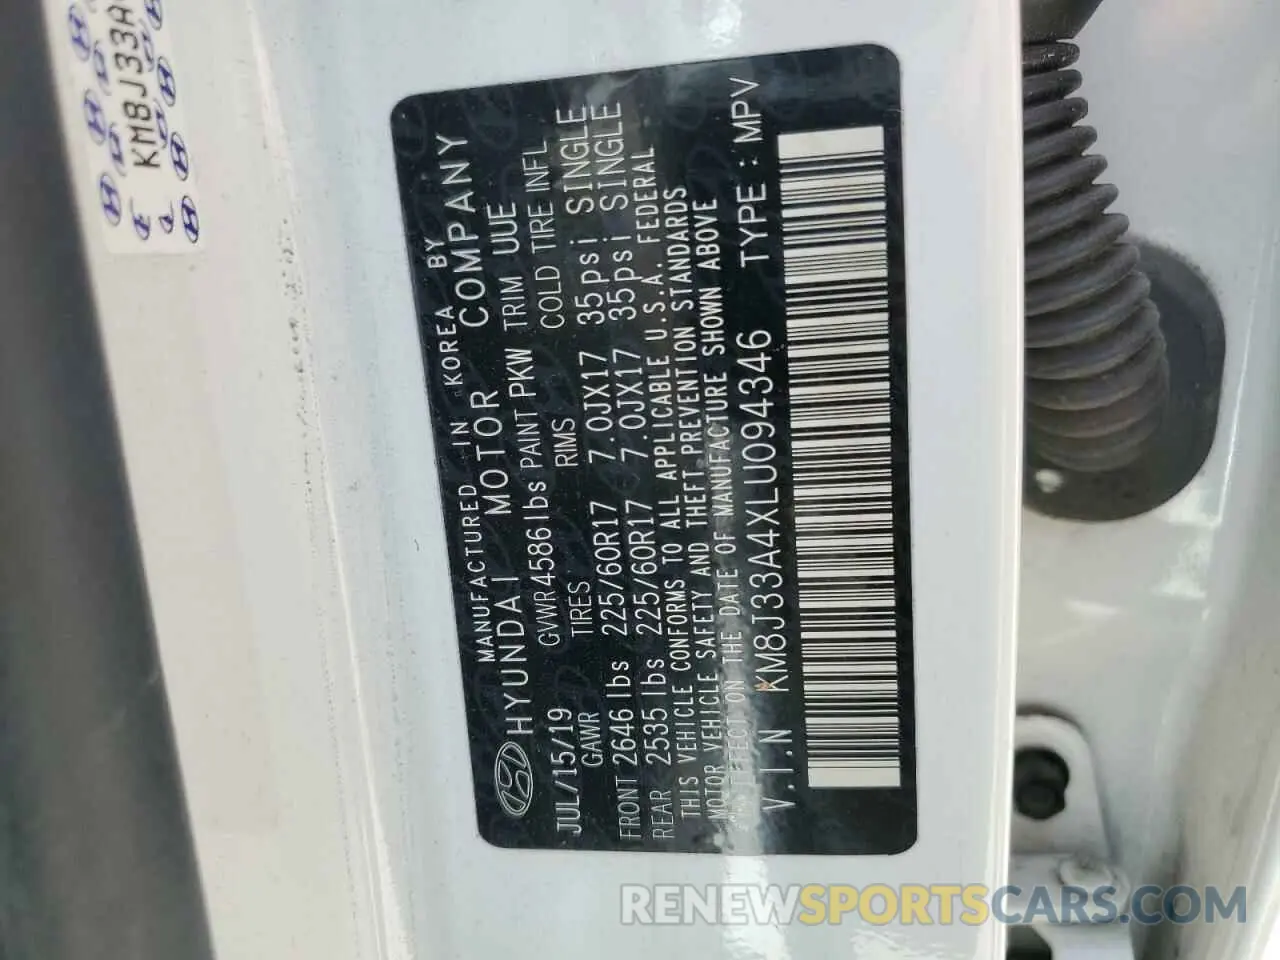 MANUFACTURED IN KOREA BY
HYUNDAI MOTOR COMPANY
JUL/15/19 GVWR4586lbs PAINT PKW TRIM UUE
GAWR TIRES RIMS COLD TIRE INFL
FRONT 2646lbs 225/60R17 7.0JX17 35psi SINGLE
REAR 2535lbs 225/60R17 7.0JX17 35psi SINGLE
THIS VEHICLE CONFORMS TO ALL APPLICABLE U.S.A. FEDERAL
MOTOR VEHICLE SAFETY AND THEFT PREVENTION STANDARDS
IN EFFECT ON THE DATE OF MANUFACTURE SHOWN ABOVE
V.I.N KM8J33A4XLU094346 TYPE : MPV
KM8J33A
RENEWSPORTSCARS.COM